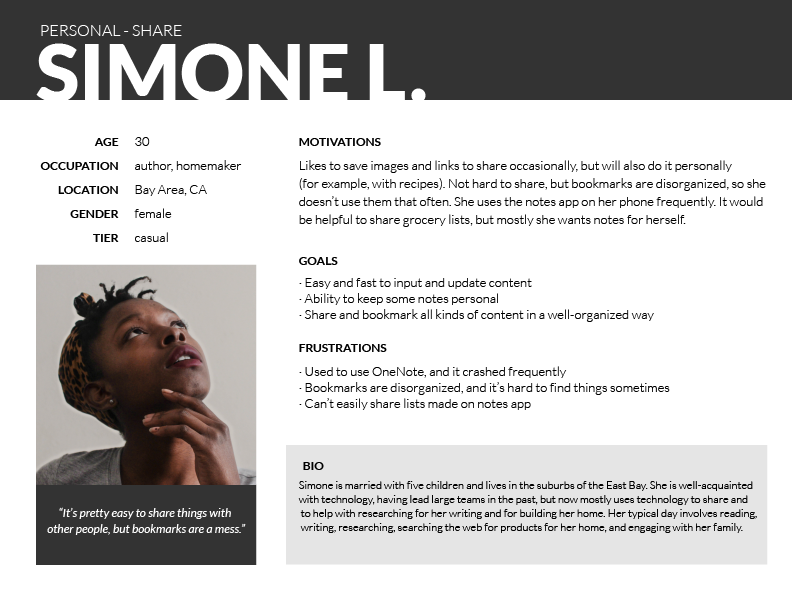 PERSONAL - SHARE
SIMONE L.
AGE 30
OCCUPATION author, homemaker
LOCATION Bay Area, CA
GENDER female
TIER casual
“It’s pretty easy to share things with
other people, but bookmarks are a mess.”
MOTIVATIONS
Likes to save images and links to share occasionally, but will also do it personally
(for example, with recipes). Not hard to share, but bookmarks are disorganized, so she
doesn’t use them that often. She uses the notes app on her phone frequently. It would
be helpful to share grocery lists, but mostly she wants notes for herself.
GOALS
· Easy and fast to input and update content
· Ability to keep some notes personal
· Share and bookmark all kinds of content in a well-organized way
FRUSTRATIONS
· Used to use OneNote, and it crashed frequently
· Bookmarks are disorganized, and it’s hard to find things sometimes
· Can’t easily share lists made on notes app
BIO
Simone is married with five children and lives in the suburbs of the East Bay. She is well-acquainted
with technology, having lead large teams in the past, but now mostly uses technology to share and
to help with researching for her writing and for building her home. Her typical day involves reading,
writing, researching, searching the web for products for her home, and engaging with her family.